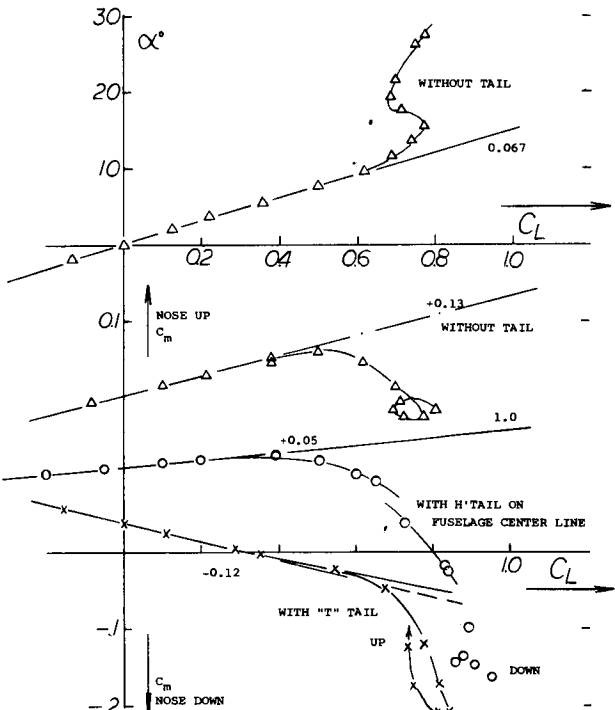 30
α°
WITHOUT TAIL
20
10
0.067
0
0.2
0.4
0.6
0.8
1.0
C_L
NOSE UP
C_m
+0.13
WITHOUT TAIL
0.1
1.0
+0.05
WITH H'TAIL ON
FUSELAGE CENTER LINE
1.0
C_L
-0.12
WITH "T" TAIL
-.1
UP
DOWN
C_m
NOSE DOWN
-.2